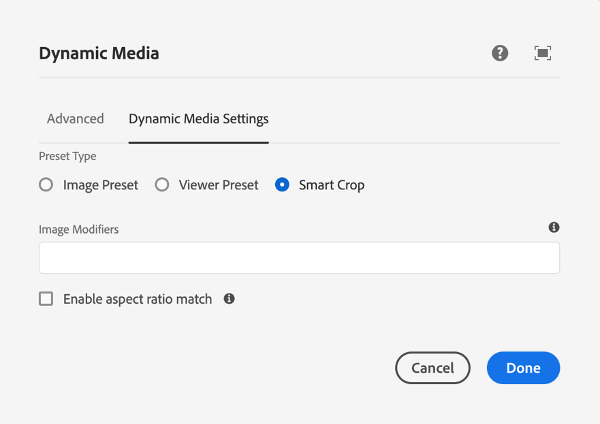 Dynamic Media
Advanced Dynamic Media Settings
Preset Type
Image Preset Viewer Preset Smart Crop
Image Modifiers
Enable aspect ratio match
Cancel Done